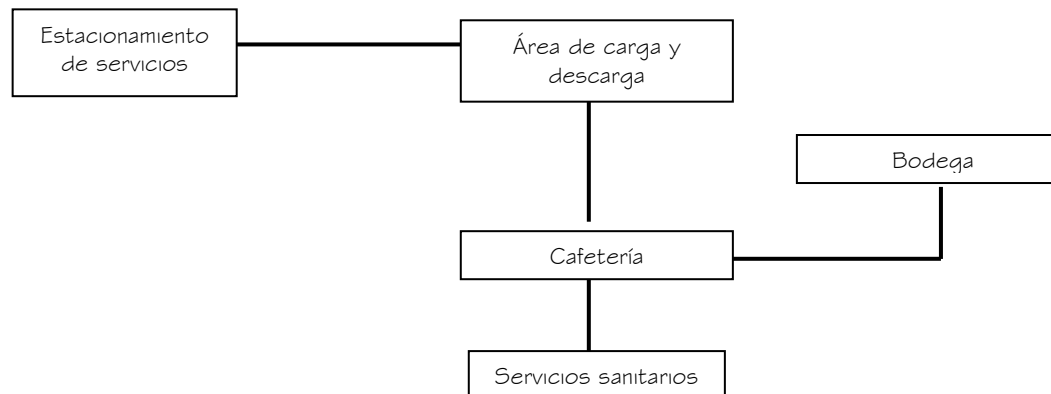 Estacionamiento
de servicios
Área de carga y
descarga
Bodega
Cafetería
Servicios sanitarios